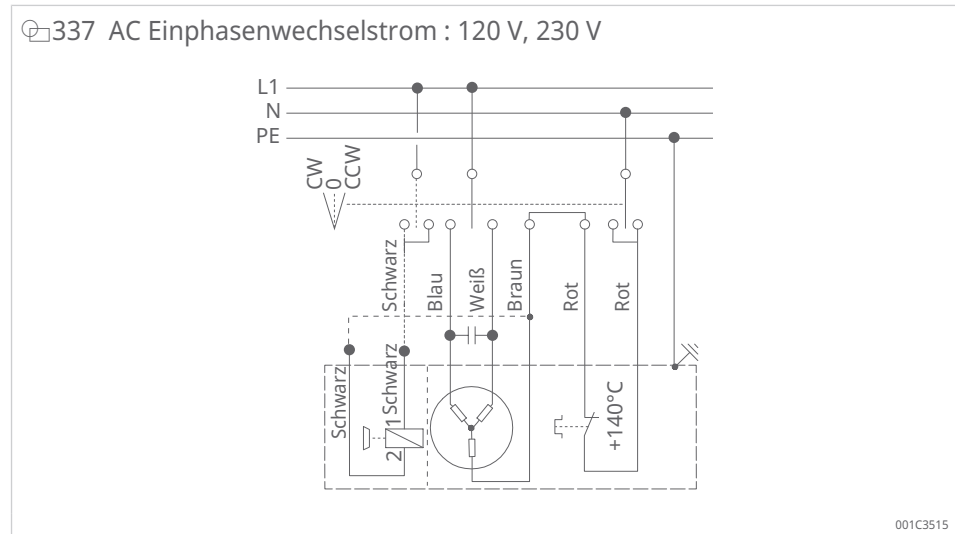 337 AC Einphasenwechselstrom : 120 V, 230 V
L1
N
PE
CW
0
CCW
Schwarz
Blau
Weiß
Braun
Rot
Rot
Schwarz
1
Schwarz
2
+140°C
001C3515